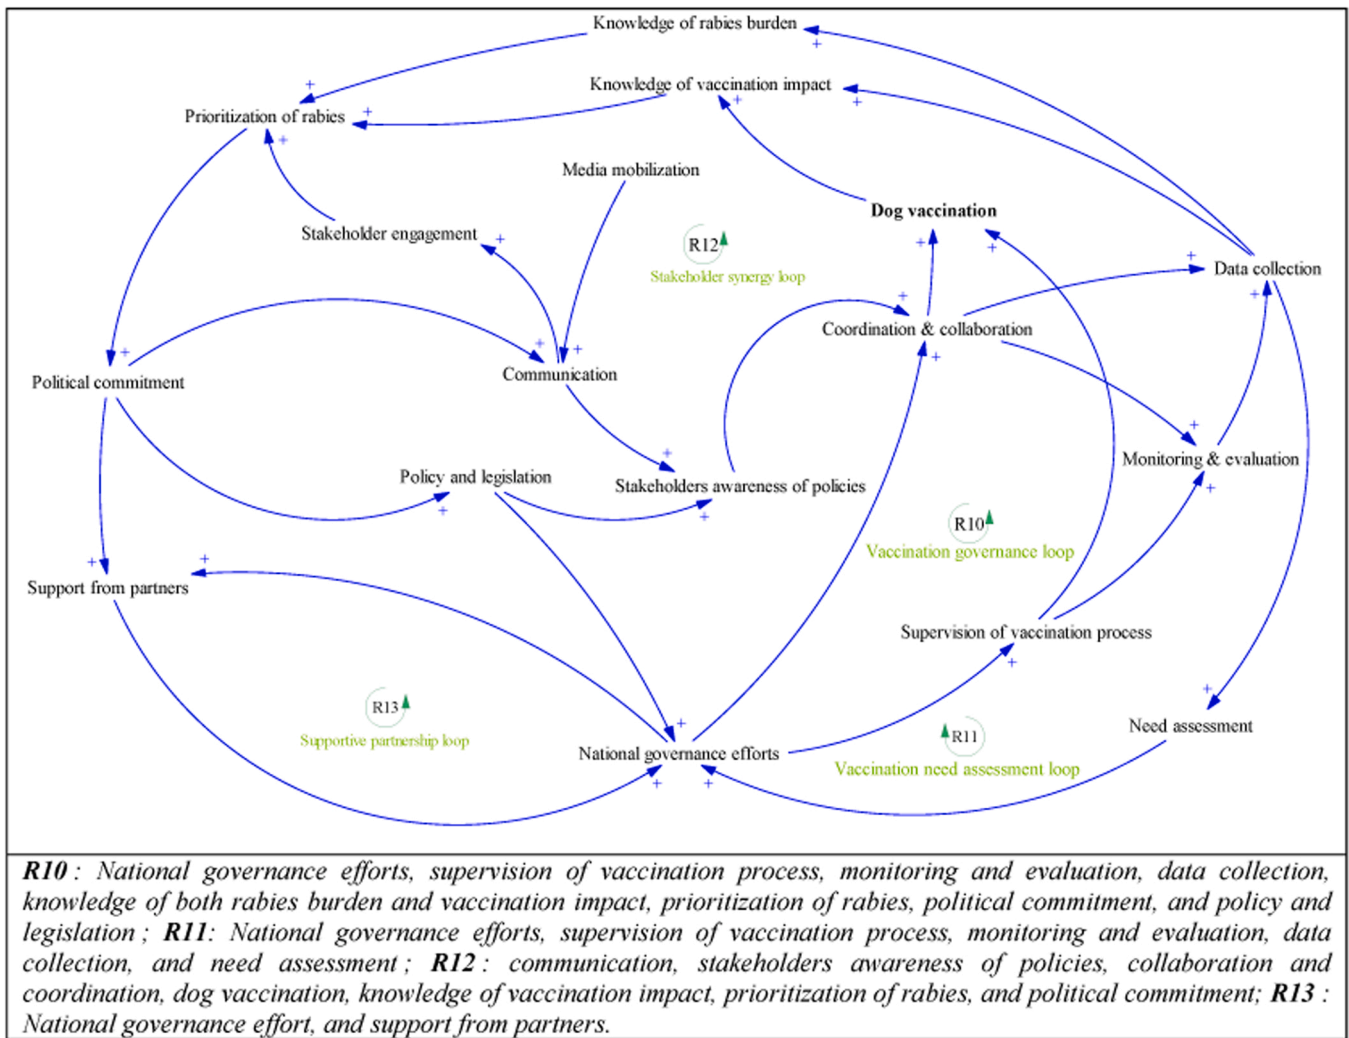 Knowledge of rabies burden
+
Knowledge of vaccination impact
+
+
+
+
Prioritization of rabies
+
Media mobilization
Dog vaccination
Stakeholder engagement
+
R12
+
+
Stakeholder synergy loop
+
Data collection
+
+
Coordination & collaboration
+
+
+
+
Political commitment
Communication
+
+
Monitoring & evaluation
Policy and legislation
Stakeholders awareness of policies
+
+
+
R10
Vaccination governance loop
+
+
Support from partners
Supervision of vaccination process
+
+
R13
+
R11
Need assessment
Supportive partnership loop
National governance efforts
Vaccination need assessment loop
+
+
R10 : National governance efforts, supervision of vaccination process, monitoring and evaluation, data collection,
knowledge of both rabies burden and vaccination impact, prioritization of rabies, political commitment, and policy and
legislation ; R11: National governance efforts, supervision of vaccination process, monitoring and evaluation, data
collection, and need assessment ; R12 : communication, stakeholders awareness of policies, collaboration and
coordination, dog vaccination, knowledge of vaccination impact, prioritization of rabies, and political commitment; R13 :
National governance effort, and support from partners.